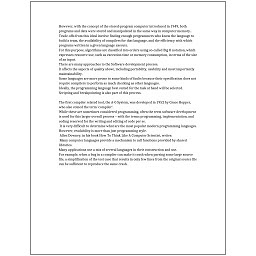 However, with the concept of the stored-program computer introduced in 1949, both
programs and data were stored and manipulated in the same way in computer memory.
Trade-offs from this ideal involve finding enough programmers who know the language to
build a team, the availability of compilers for that language, and the efficiency with which
programs written in a given language execute.
For this purpose, algorithms are classified into orders using so-called Big O notation, which
expresses resource use, such as execution time or memory consumption, in terms of the size
of an input.
There are many approaches to the Software development process.
It affects the aspects of quality above, including portability, usability and most importantly
maintainability.
Some languages are more prone to some kinds of faults because their specification does not
require compilers to perform as much checking as other languages.
Ideally, the programming language best suited for the task at hand will be selected.
Scripting and breakpointing is also part of this process.

The first compiler related tool, the A-0 System, was developed in 1952 by Grace Hopper,
who also coined the term 'compiler'.
While these are sometimes considered programming, often the term software development
is used for this larger overall process – with the terms programming, implementation, and
coding reserved for the writing and editing of code per se.
It is very difficult to determine what are the most popular modern programming languages.
However, readability is more than just programming style.
Allen Downey, in his book How To Think Like A Computer Scientist, writes:
Many computer languages provide a mechanism to call functions provided by shared
libraries.
Many applications use a mix of several languages in their construction and use.
For example, when a bug in a compiler can make it crash when parsing some large source
file, a simplification of the test case that results in only few lines from the original source file
can be sufficient to reproduce the same crash.